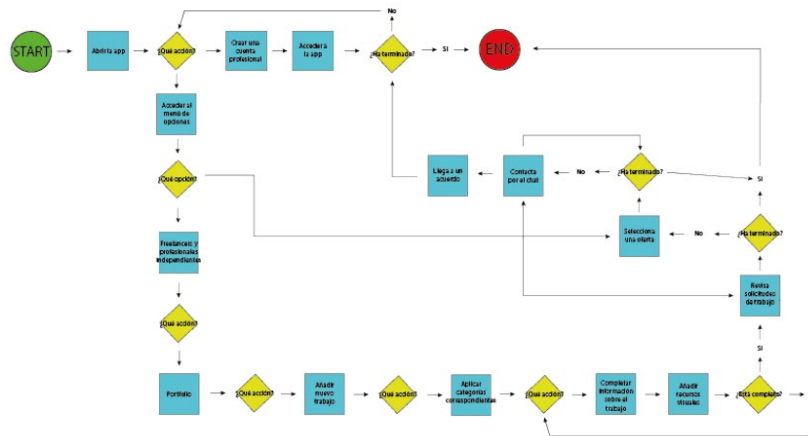 No
START
Abrir la app
¿Qué acción?
Crear una
cuenta
profesional
Acceder a
la app
¿Ha terminado?
SI
END
Acceder al
menú de
opciones
¿Qué opción?
Llega a un
acuerdo
Contacta
por el chat
No
¿Ha terminado?
SI
Selecciona
una oferta
No
¿Ha terminado?
Freelancers y
profesionales
independientes
Revisa
solicitudes
de trabajo
¿Qué acción?
SI
Portfolio
¿Qué acción?
Añadir
nuevo
trabajo
¿Qué acción?
Aplicar
categorías
correspondientes
¿Qué acción?
Completar
información
sobre el
trabajo
Añadir
recursos
visuales
¿Está completo?